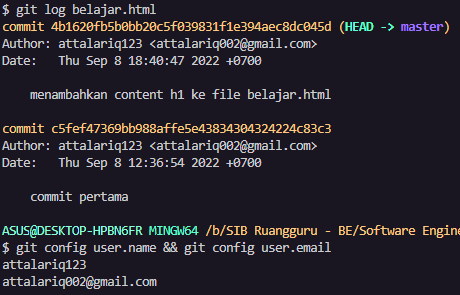 $ git log belajar.html
commit 4b1620fb5b0bb20c5f039831f1e394aec8dc045d (HEAD -> master)
Author: attalariq123 <attalariq002@gmail.com>
Date:   Thu Sep 8 18:40:47 2022 +0700
menambahkan content h1 ke file belajar.html
commit c5fef47369bb988affe5e43834304324224c83c3
Author: attalariq123 <attalariq002@gmail.com>
Date:   Thu Sep 8 12:36:54 2022 +0700
commit pertama
ASUS@DESKTOP-HPBN6FR MINGW64 /b/SIB Ruangguru - BE/Software Engine
$ git config user.name && git config user.email
attalariq123
attalariq002@gmail.com